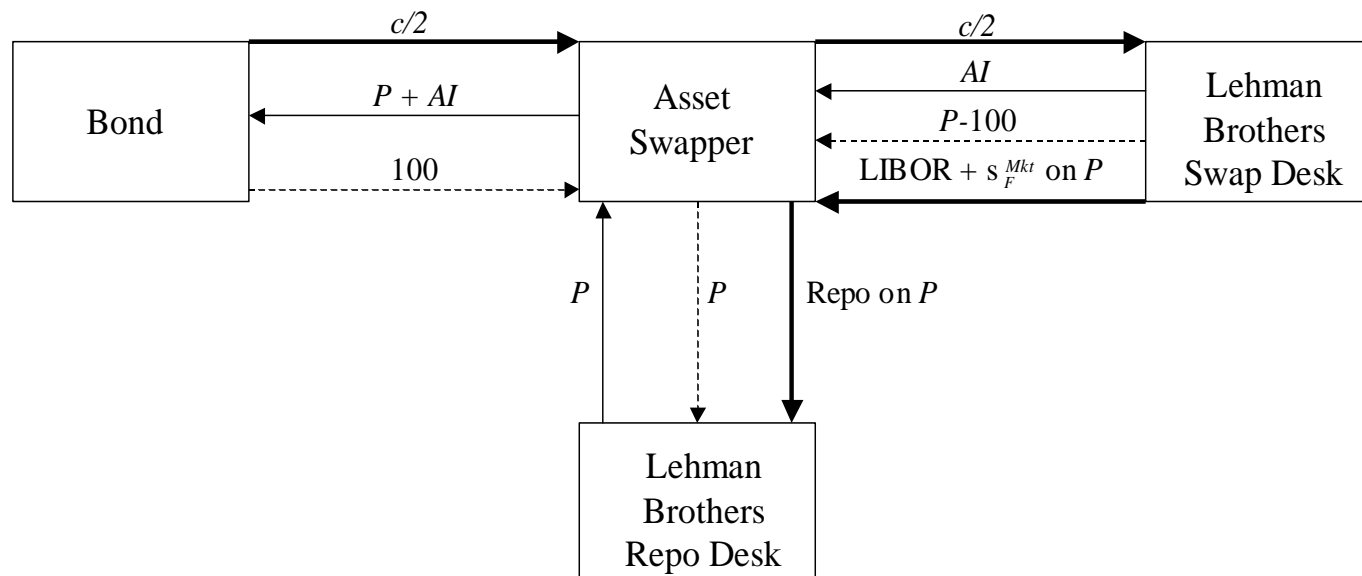 c/2
c/2
Bond
P + AI
100
Asset
Swapper
AI
P-100
LIBOR + s_F^Mkt on P
Lehman
Brothers
Swap Desk
P
P
Repo on P
Lehman
Brothers
Repo Desk